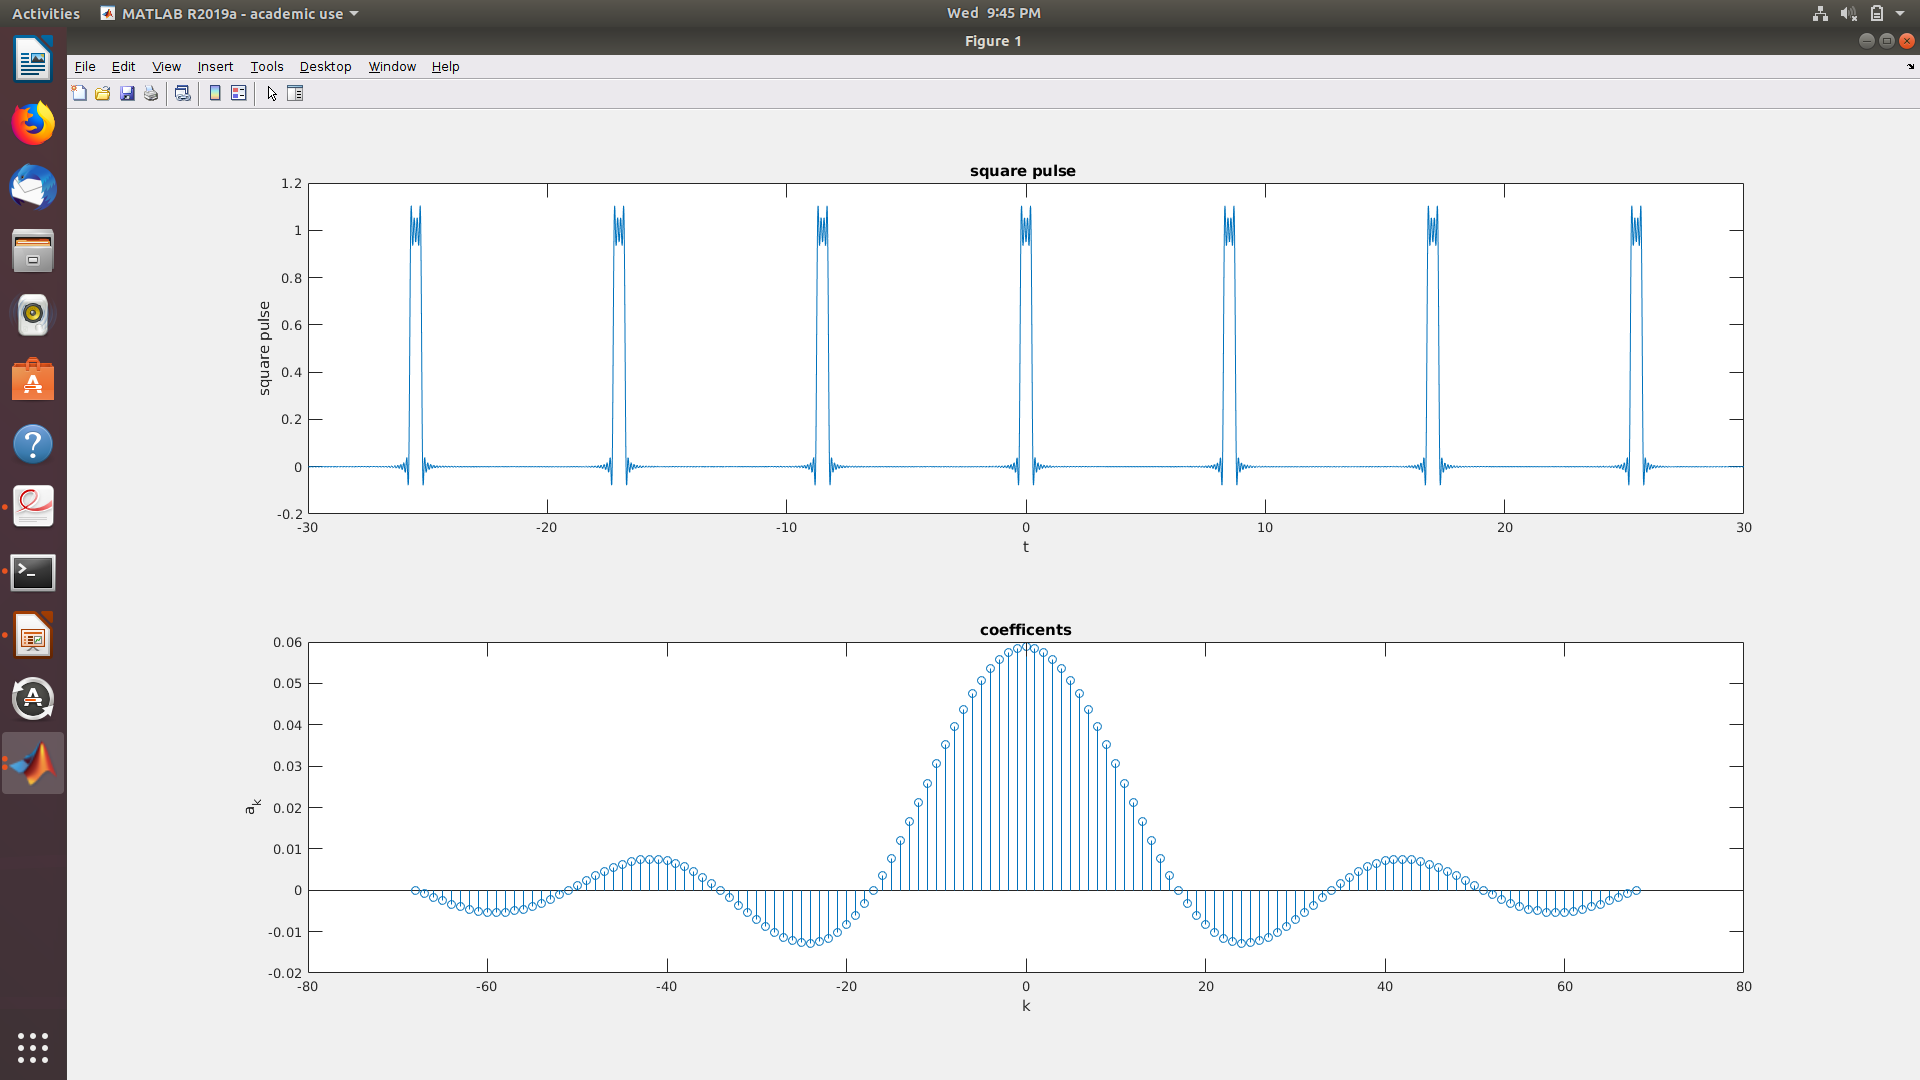 Activities MATLAB R2019a - academic use Wed 9:45 PM
Figure 1
File Edit View Insert Tools Desktop Window Help
square pulse
1.2
1
0.8
0.6
0.4
0.2
0
-0.2
square pulse
-30 -20 -10 0 10 20 30
t
coefficents
0.06
0.05
0.04
0.03
0.02
0.01
0
-0.01
-0.02
a_k
-80 -60 -40 -20 0 20 40 60 80
k